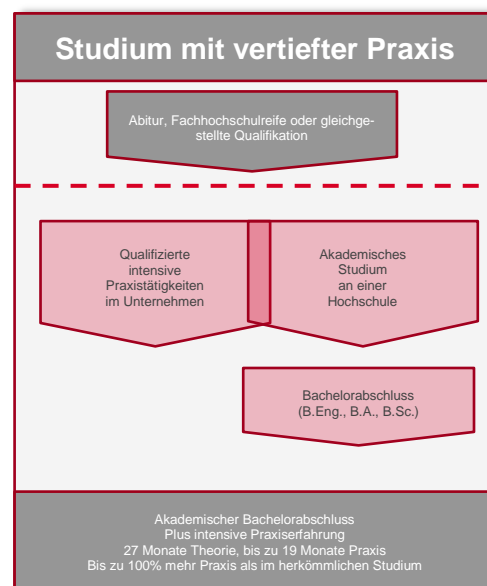 Studium mit vertiefter Praxis
Abitur, Fachhochschulreife oder gleichge-
stellte Qualifikation
Qualifizierte
intensive
Praxistätigkeiten
im Unternehmen
Akademisches
Studium
an einer
Hochschule
Bachelorabschluss
(B.Eng., B.A., B.Sc.)
Akademischer Bachelorabschluss
Plus intensive Praxiserfahrung
27 Monate Theorie, bis zu 19 Monate Praxis
Bis zu 100% mehr Praxis als im herkömmlichen Studium